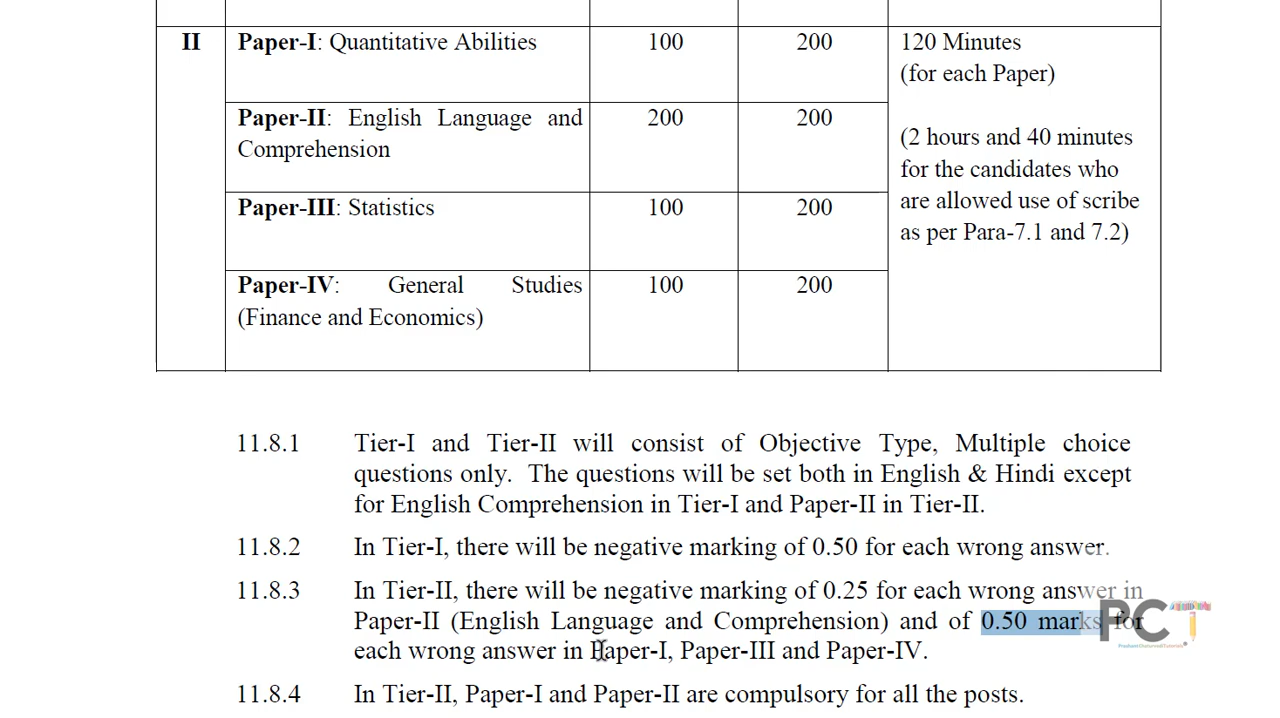 II Paper-I: Quantitative Abilities 100 200 120 Minutes
(for each Paper)
Paper-II: English Language and 200 200
Comprehension
(2 hours and 40 minutes
for the candidates who
are allowed use of scribe
as per Para-7.1 and 7.2)
Paper-III: Statistics 100 200
Paper-IV: General Studies 100 200
(Finance and Economics)
11.8.1 Tier-I and Tier-II will consist of Objective Type, Multiple choice
questions only. The questions will be set both in English & Hindi except
for English Comprehension in Tier-I and Paper-II in Tier-II.
11.8.2 In Tier-I, there will be negative marking of 0.50 for each wrong answer.
11.8.3 In Tier-II, there will be negative marking of 0.25 for each wrong answer in
Paper-II (English Language and Comprehension) and of 0.50 marks for
each wrong answer in Paper-I, Paper-III and Paper-IV.
11.8.4 In Tier-II, Paper-I and Paper-II are compulsory for all the posts.
PC